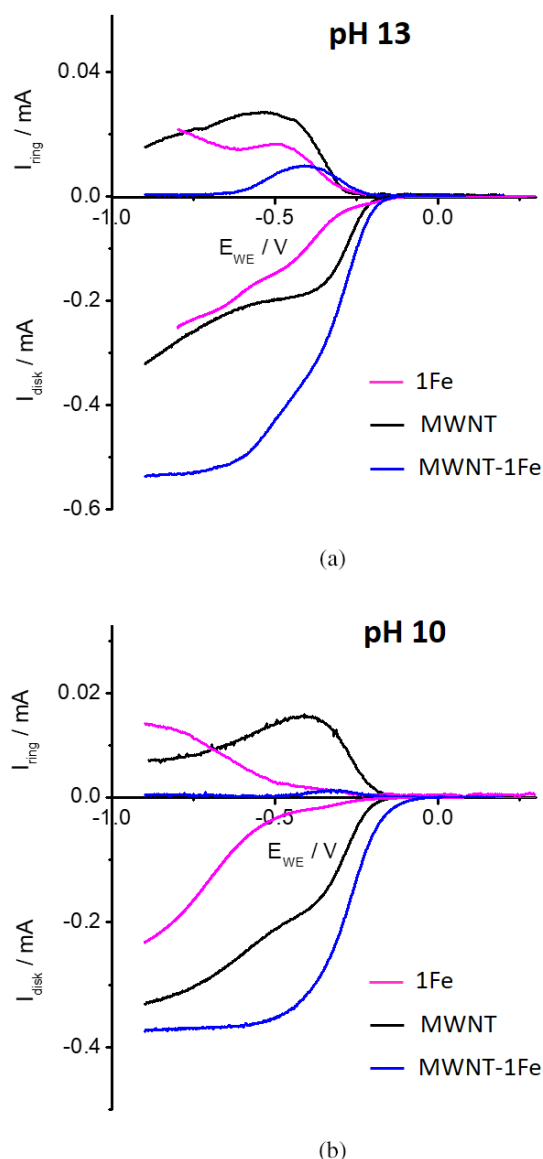 pH 13
0.04
I_ring / mA
0.0
-1.0
-0.5
0.0
E_WE / V
-0.2
I_disk / mA
-0.4
-0.6
1Fe
MWNT
MWNT-1Fe
(a)
pH 10
0.02
I_ring / mA
0.0
-1.0
-0.5
0.0
E_WE / V
-0.2
I_disk / mA
-0.4
1Fe
MWNT
MWNT-1Fe
(b)